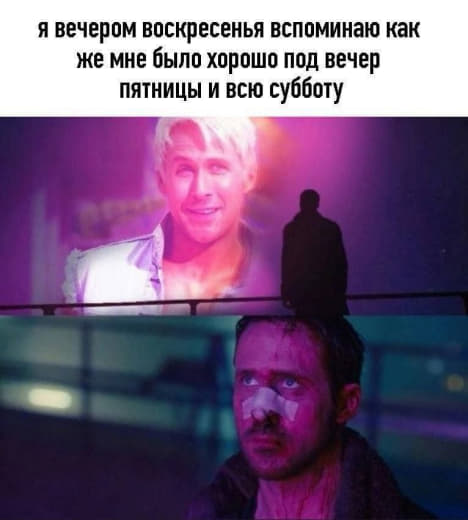 я вечером воскресенья вспоминаю как
же мне было хорошо под вечер
пятницы и всю субботу